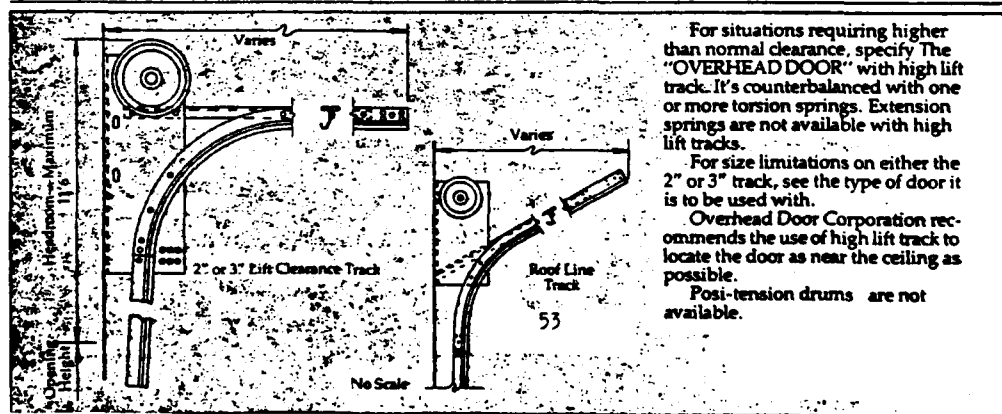 Varies
Headroom—Maximum
11'6"
Opening
Height
2" or 3" Lift Clearance Track
No Scale
Varies
Roof Line
Track
53
For situations requiring higher
than normal clearance, specify The
"OVERHEAD DOOR" with high lift
track. It's counterbalanced with one
or more torsion springs. Extension
springs are not available with high
lift tracks.
For size limitations on either the
2" or 3" track, see the type of door it
is to be used with.
Overhead Door Corporation rec-
ommends the use of high lift track to
locate the door as near the ceiling as
possible.
Posi-tension drums are not
available.